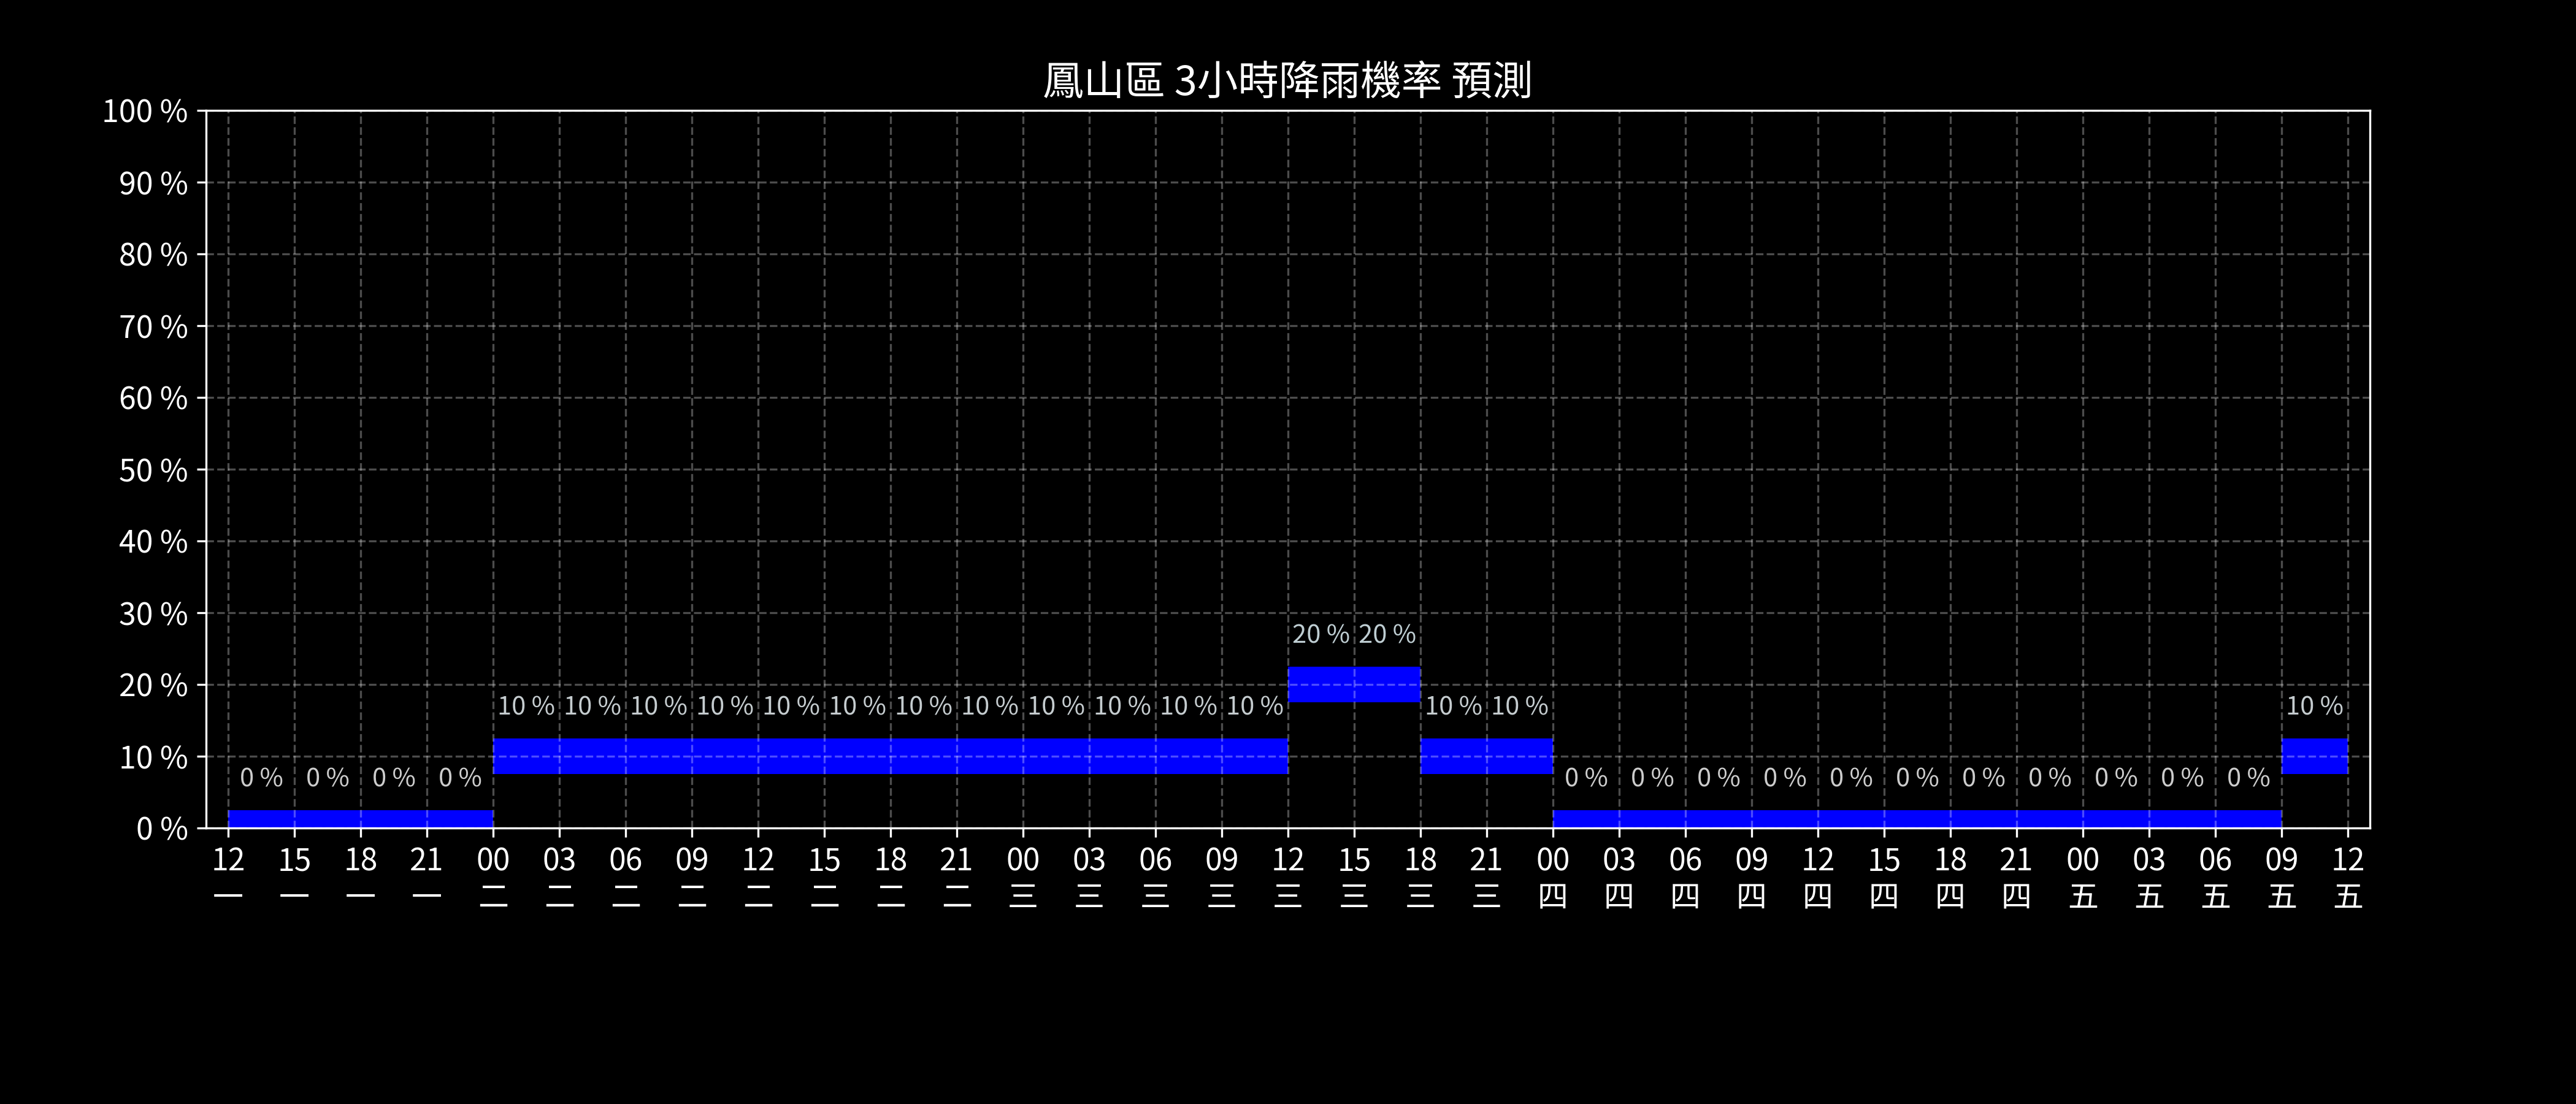 鳳山區 3小時降雨機率 預測
100 %
90 %
80 %
70 %
60 %
50 %
40 %
30 %
20 % 20 %
20 %
10 % 10 % 10 % 10 % 10 % 10 % 10 % 10 % 10 % 10 % 10 % 10 % 10 % 10 % 10 %
10 %
0 % 0 % 0 % 0 % 0 % 0 % 0 % 0 % 0 % 0 % 0 % 0 % 0 % 0 % 0 %
0 %
12 15 18 21 00 03 06 09 12 15 18 21 00 03 06 09 12 15 18 21 00 03 06 09 12 15 18 21 00 03 06 09 12
一 一 一 一 二 二 二 二 二 二 二 二 三 三 三 三 三 三 三 三 四 四 四 四 四 四 四 四 五 五 五 五 五